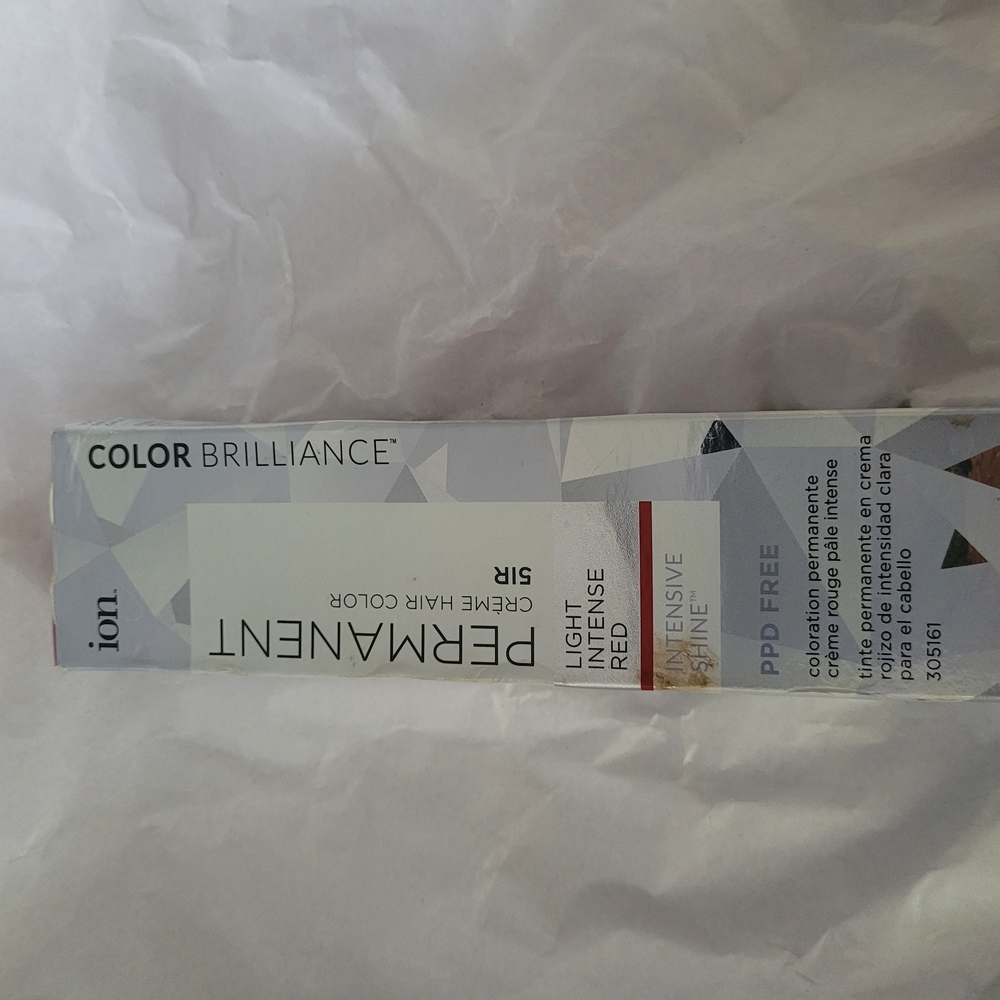 COLOR BRILLIANCE™
ion.
PERMANENT
CRÈME HAIR COLOR
5IR
LIGHT
INTENSE
RED
INTENSIVE
SHINE™
PPD FREE
coloration permanente
crème rouge pâle intense
tinte permanente en crema
rojizo de intensidad clara
para el cabello
305161